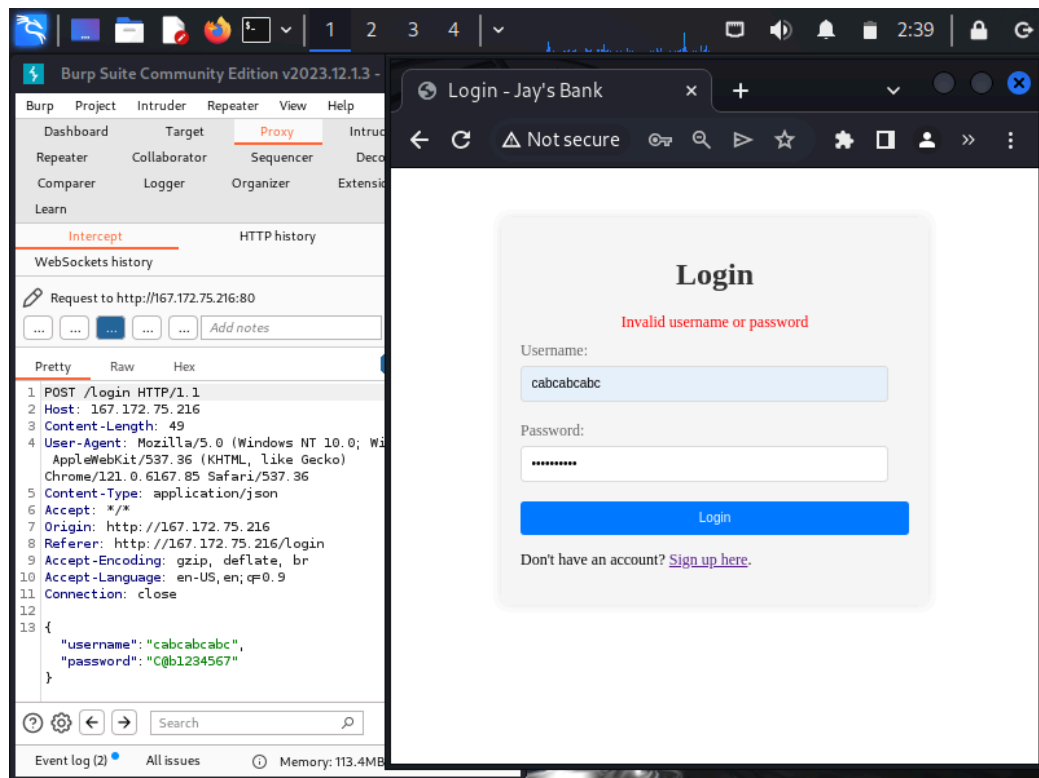 1 2 3 4 2:39
Burp Suite Community Edition v2023.12.1.3 -
Burp Project Intruder Repeater View Help
Dashboard Target Proxy
Repeater Collaborator Sequencer
Comparer Logger Organizer
Learn
Intercept HTTP history
WebSockets history
Request to http://167.172.75.216:80
... ... ... ... ... Add notes
Pretty Raw Hex
1 POST /login HTTP/1.1
2 Host: 167.172.75.216
3 Content-Length: 49
4 User-Agent: Mozilla/5.0 (Windows NT 10.0;
AppleWebKit/537.36 (KHTML, like Gecko)
Chrome/121.0.6167.85 Safari/537.36
5 Content-Type: application/json
6 Accept: */*
7 Origin: http://167.172.75.216
8 Referer: http://167.172.75.216/login
9 Accept-Encoding: gzip, deflate, br
10 Accept-Language: en-US,en;q=0.9
11 Connection: close
12
13 {
"username":"cabcabcabc",
"password":"C@b1234567"
}
Search
Event log (2) All issues Memory: 113.4MB
Login - Jay's Bank
Not secure
Login
Invalid username or password
Username:
cabcabcabc
Password:
••••••••••
Login
Don't have an account? Sign up here.